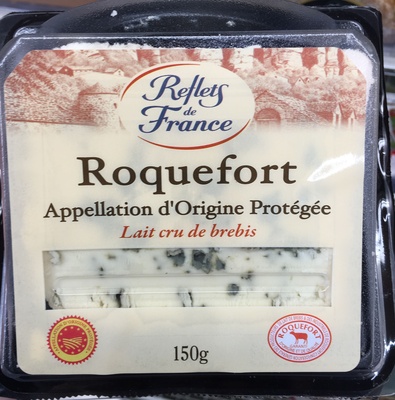 Reflets
de
France
Roquefort
Appellation d'Origine Protégée
Lait cru de brebis
150g
ROQUEFORT